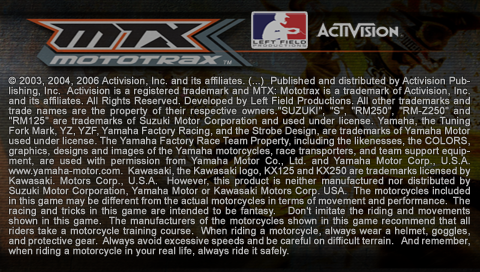 MTX
MOTOTRAX™
LEFT FIELD
PRODUCTIONS
ACTIVISION
© 2003, 2004, 2006 Activision, Inc. and its affiliates. (...)  Published and distributed by Activision Pub-
lishing, Inc.  Activision is a registered trademark and MTX: Mototrax is a trademark of Activision, Inc.
and its affiliates. All Rights Reserved. Developed by Left Field Productions. All other trademarks and
trade names are the property of their respective owners."SUZUKI", "S", "RM250", "RM-Z250" and
"RM125" are trademarks of Suzuki Motor Corporation and used under license. Yamaha, the Tuning
Fork Mark, YZ, YZF, Yamaha Factory Racing, and the Strobe Design, are trademarks of Yamaha Motor
used under license. The Yamaha Factory Race Team Property, including the likenesses, the COLORS,
graphics, designs and images of the Yamaha motorcycles, race transporters, and team support equip-
ment, are used with permission from Yamaha Motor Co., Ltd. and Yamaha Motor Corp., U.S.A.
www.yamaha-motor.com.  Kawasaki, the Kawasaki logo, KX125 and KX250 are trademarks licensed by
Kawasaki. Motors Corp., U.S.A.  However, this product is neither manufactured nor distributed by
Suzuki Motor Corporation, Yamaha Motor or Kawasaki Motors Corp. USA. The motorcycles included
in this game may be different from the actual motorcycles in terms of movement and performance.  The
racing and tricks in this game are intended to be fantasy.   Don't imitate the riding and movements
shown in this game.  The manufacturers of the motorcycles shown in this game recommend that all
riders take a motorcycle training course.  When riding a motorcycle, always wear a helmet, goggles,
and protective gear.  Always avoid excessive speeds and be careful on difficult terrain.   And remember,
when riding a motorcycle in your real life, always ride it safely.